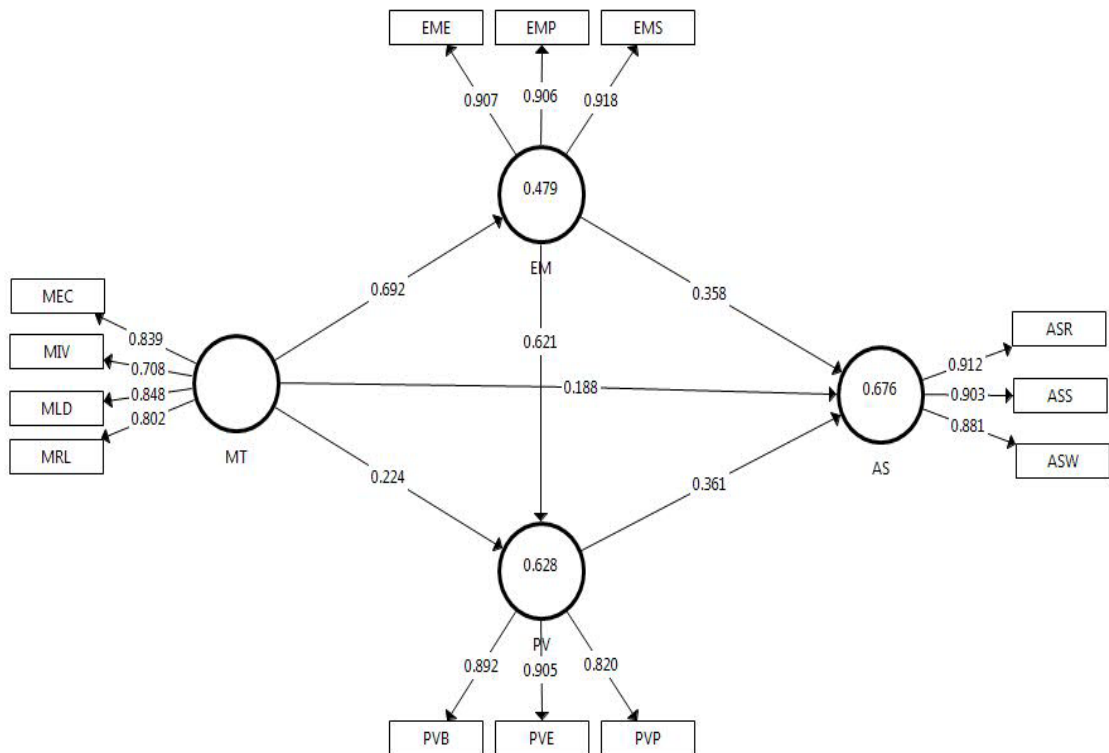 EME EMP EMS
0.907 0.906 0.918
0.479
EM
0.692 0.358
0.621
MEC
0.839
MIV
0.708
MLD
0.848
MRL
0.802
MT
0.188
0.676
AS
0.912
ASR
0.903
ASS
0.881
ASW
0.224 0.361
0.628
PV
0.892 0.905 0.820
PVB PVE PVP